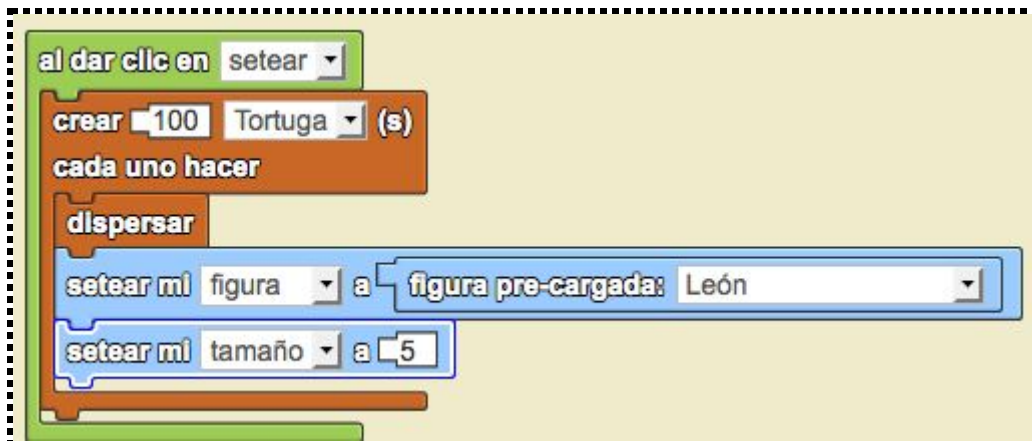 al dar clic en setear
crear 100 Tortuga (s)
cada uno hacer
dispersar
setear mi figura a figura pre-cargada: León
setear mi tamaño a 5